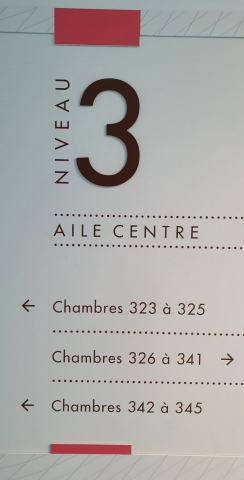 NIVEAU 3
AILE CENTRE
← Chambres 323 à 325
Chambres 326 à 341 →
← Chambres 342 à 345